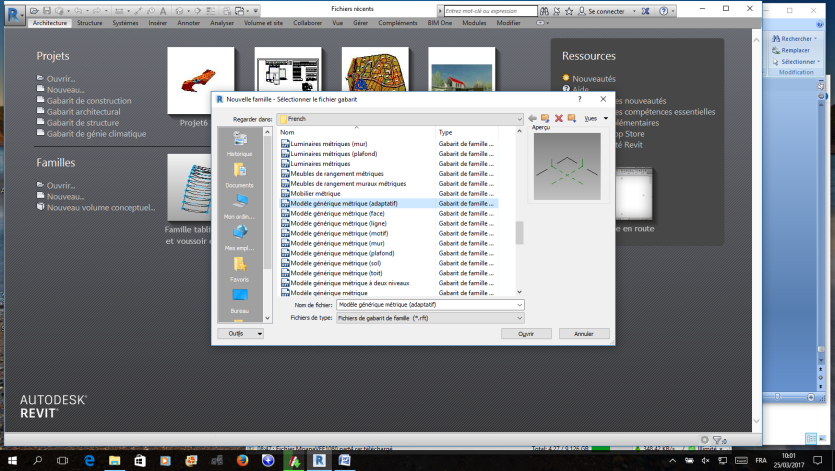 Fichiers récents
Entrez mot-clé ou expression
Se connecter
Architecture Structure Systèmes Insérer Annoter Analyser Volume et site Collaborer Vue Gérer Compléments BIM One Modules Modifier
Rechercher
Remplacer
Sélectionner
Modification
Projets
Ouvrir...
Nouveau...
Gabarit de construction
Gabarit architectural
Gabarit de structure
Gabarit de génie climatique
Projet6
Ressources
Nouveautés
Aide
es nouveautés
es compétences essentielles
lémentaires
p Store
té Revit
e en route
Familles
Ouvrir...
Nouveau...
Nouveau volume conceptuel...
Famille tabli
et voussoir
Nouvelle famille - Sélectionner le fichier gabarit
Regarder dans: French
Vues
Aperçu
Historique
Documents
Mon ordin...
Mes empl...
Favoris
Bureau
Nom Type
Luminaires métriques (mur) Gabarit de famille ...
Luminaires métriques (plafond) Gabarit de famille ...
Luminaires métriques Gabarit de famille ...
Meubles de rangement métriques Gabarit de famille ...
Meubles de rangement muraux métriques Gabarit de famille ...
Mobilier métrique Gabarit de famille ...
Modèle générique métrique (adaptatif) Gabarit de famille ...
Modèle générique métrique (face) Gabarit de famille ...
Modèle générique métrique (ligne) Gabarit de famille ...
Modèle générique métrique (motif) Gabarit de famille ...
Modèle générique métrique (mur) Gabarit de famille ...
Modèle générique métrique (plafond) Gabarit de famille ...
Modèle générique métrique (sol) Gabarit de famille ...
Modèle générique métrique (toit) Gabarit de famille ...
Modèle générique métrique à deux niveaux Gabarit de famille ...
Modèle générique métrique Gabarit de famille ...
Nom de fichier: Modèle générique métrique (adaptatif)
Fichiers de type: Fichiers de gabarit de famille (*.rft)
Outils
Ouvrir
Annuler
AUTODESK®
REVIT®
:0
FRA
10:01
25/03/2017